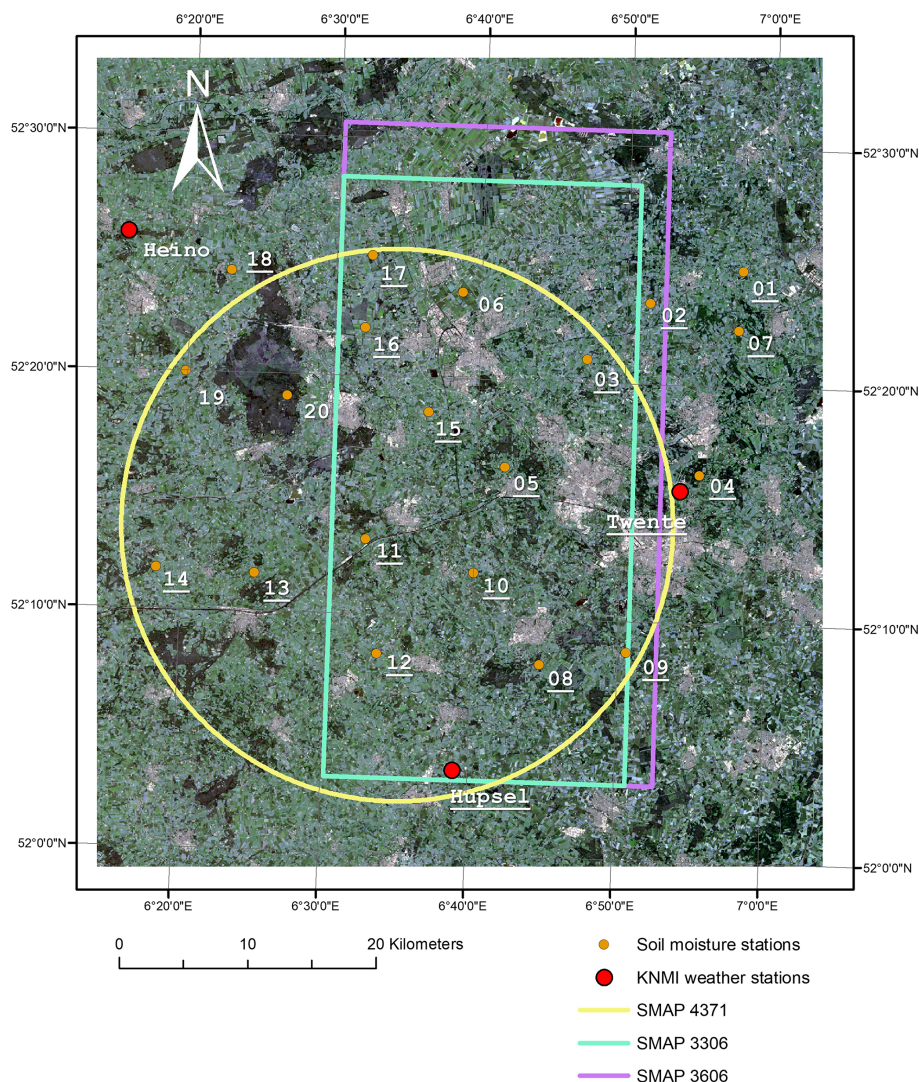 6°20'0"E 6°30'0"E 6°40'0"E 6°50'0"E 7°0'0"E
N
52°30'0"N
52°30'0"N
Heino
18
17
01
06
02
07
16
52°20'0"N
03
52°20'0"N
19
20
15
05
04
Twente
11
14
13
10
52°10'0"N
52°10'0"N
12
08
09
Hupsel
52°0'0"N
52°0'0"N
6°20'0"E 6°30'0"E 6°40'0"E 6°50'0"E 7°0'0"E
0 10 20 Kilometers
Soil moisture stations
KNMI weather stations
SMAP 4371
SMAP 3306
SMAP 3606